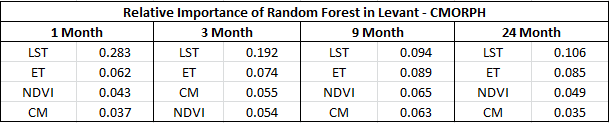 Relative Importance of Random Forest in Levant - CMORPH
1 Month 3 Month 9 Month 24 Month
LST 0.283 LST 0.192 LST 0.094 LST 0.106
ET 0.062 ET 0.074 ET 0.089 ET 0.085
NDVI 0.043 CM 0.055 NDVI 0.065 NDVI 0.049
CM 0.037 NDVI 0.054 CM 0.063 CM 0.035